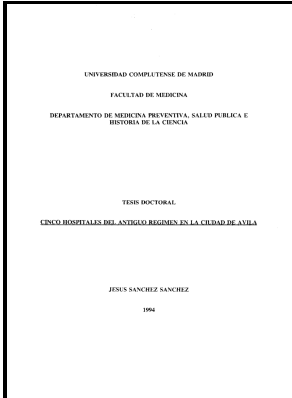 UNIVERSIDAD COMPLUTENSE DE MADRID
FACULTAD DE MEDICINA
DEPARTAMENTO DE MEDICINA PREVENTIVA, SALUD PUBLICA E
HISTORIA DE LA CIENCIA
TESIS DOCTORAL
CINCO HOSPITALES DEL ANTIGUO REGIMEN EN LA CIUDAD DE AVILA
JESUS SANCHEZ SANCHEZ
1994